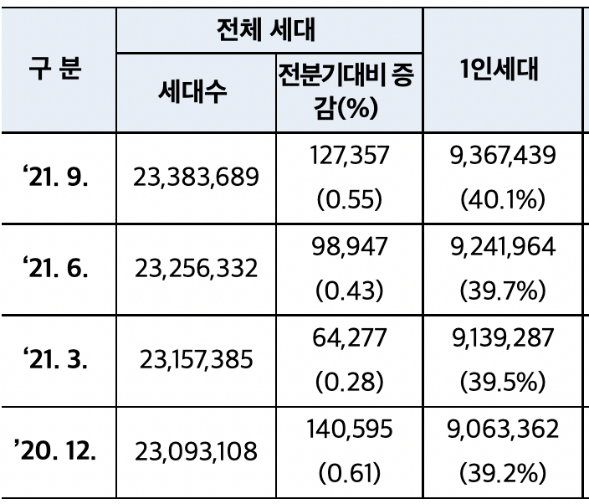 구 분 전체 세대 1인세대
세대수 전분기대비 증
감(%)
‘21. 9. 23,383,689 127,357 9,367,439
(0.55) (40.1%)
‘21. 6. 23,256,332 98,947 9,241,964
(0.43) (39.7%)
‘21. 3. 23,157,385 64,277 9,139,287
(0.28) (39.5%)
’20. 12. 23,093,108 140,595 9,063,362
(0.61) (39.2%)